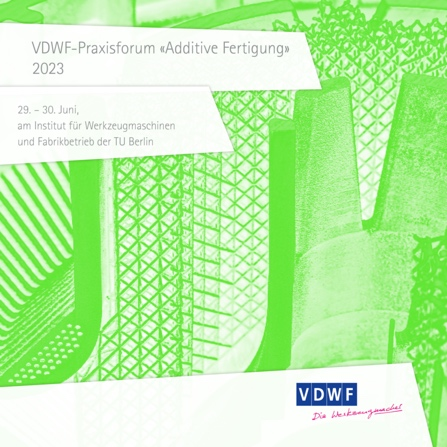 VDWF-Praxisforum «Additive Fertigung»
2023
29. – 30. Juni,
am Institut für Werkzeugmaschinen
und Fabrikbetrieb der TU Berlin
VDWF
Die Werkzeugmacher